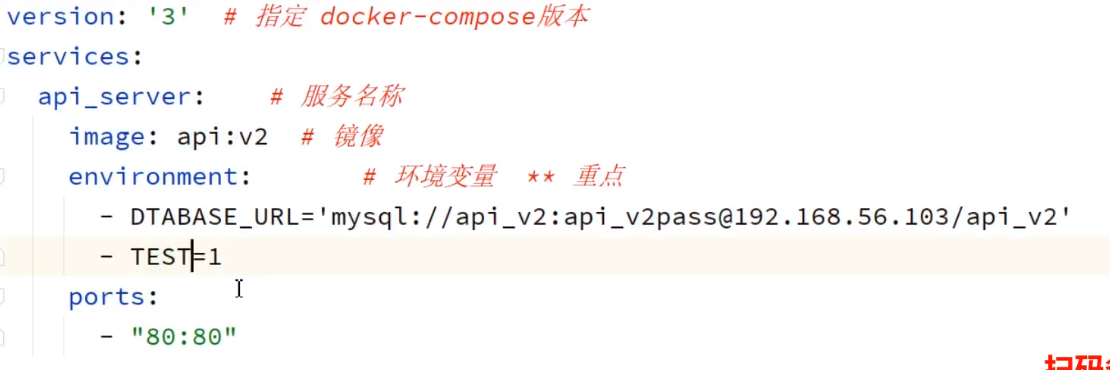 version: '3'  # 指定 docker-compose版本
services:
  api_server:    # 服务名称
    image: api:v2  # 镜像
    environment:       # 环境变量  ** 重点
      - DTABASE_URL='mysql://api_v2:api_v2pass@192.168.56.103/api_v2'
      - TEST=1
    ports:
      - "80:80"
扫码